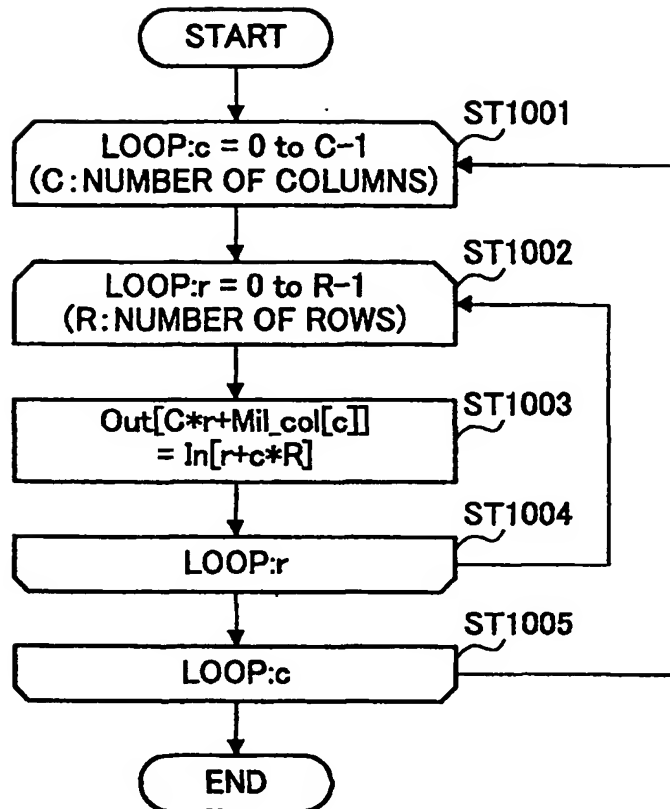 START
ST1001
LOOP:c = 0 to C-1
(C:NUMBER OF COLUMNS)
ST1002
LOOP:r = 0 to R-1
(R:NUMBER OF ROWS)
ST1003
Out[C*r+Mil_col[c]]
= In[r+c*R]
ST1004
LOOP:r
ST1005
LOOP:c
END